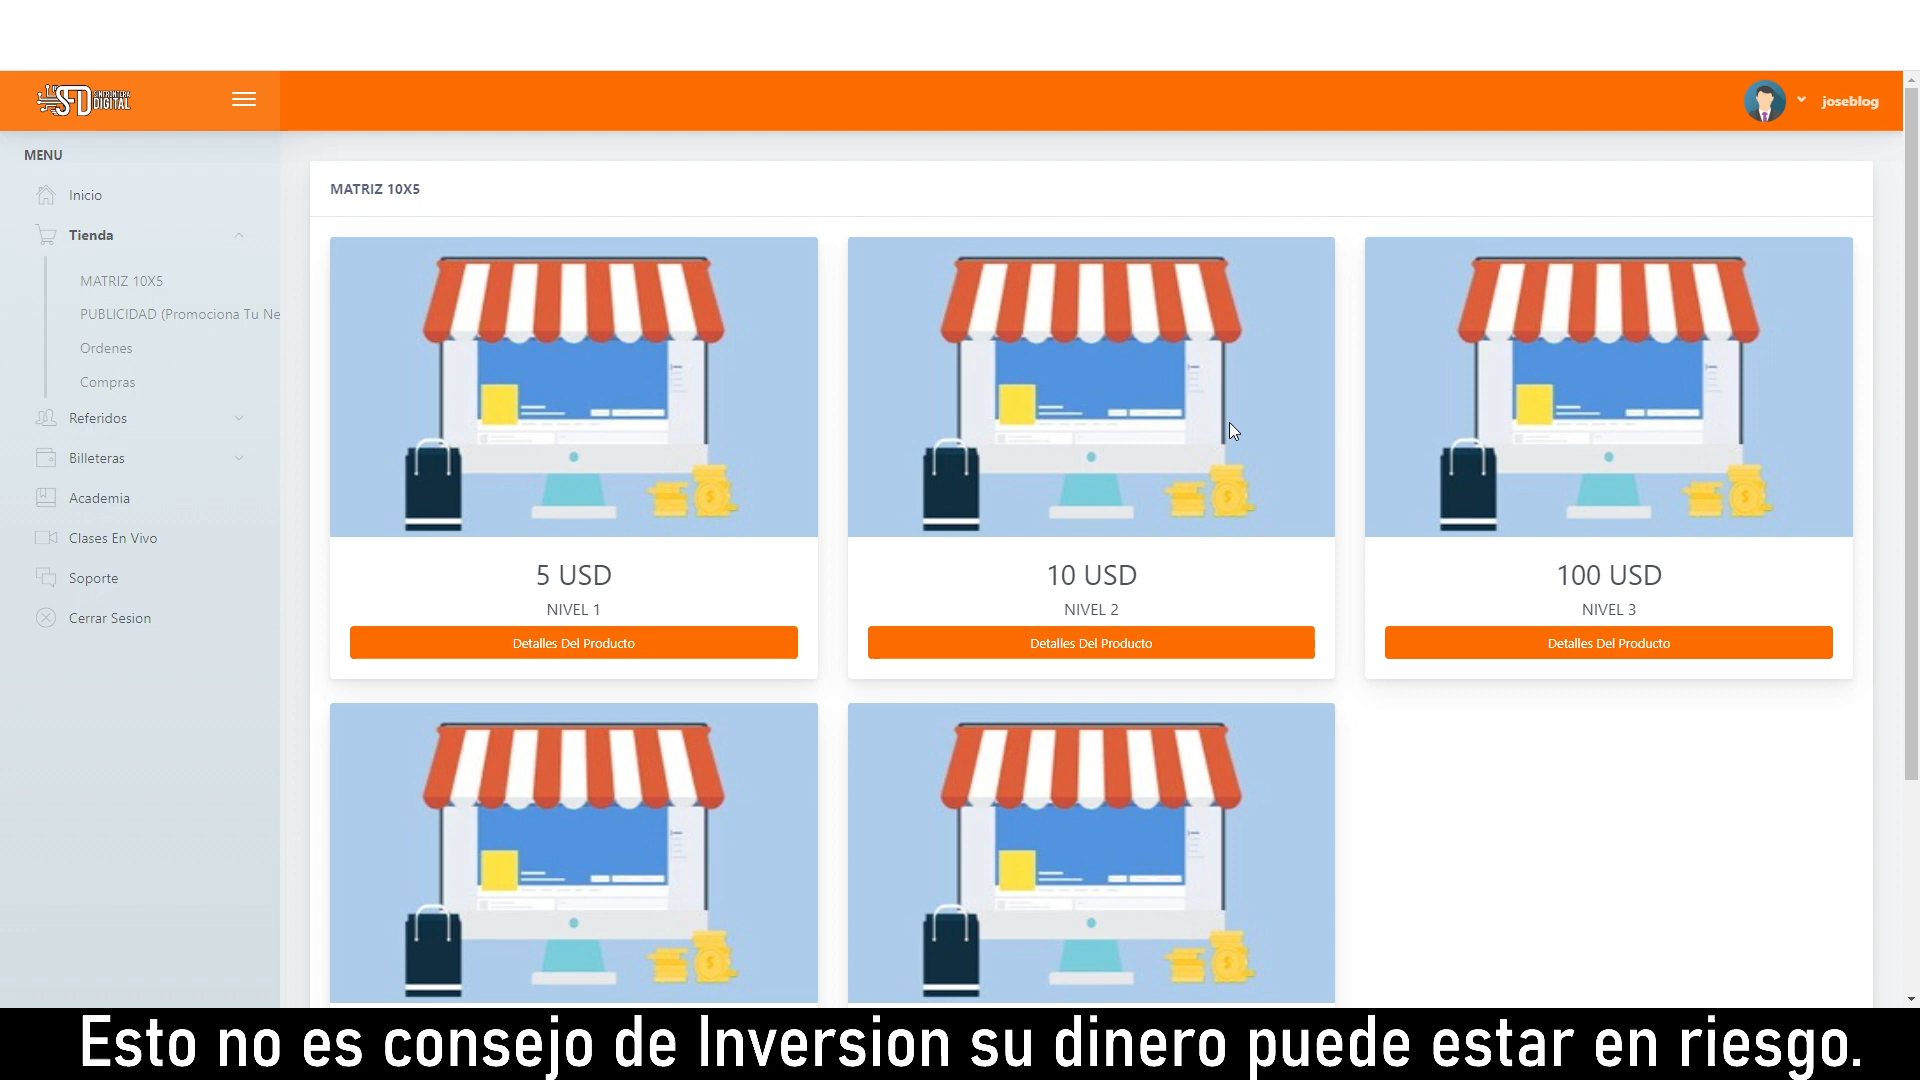 SINFRONTERA
DIGITAL
joseblog
MENU
Inicio
Tienda
MATRIZ 10X5
PUBLICIDAD (Promociona Tu Ne
Ordenes
Compras
Referidos
Billeteras
Academia
Clases En Vivo
Soporte
Cerrar Sesion
MATRIZ 10X5
5 USD
NIVEL 1
Detalles Del Producto
10 USD
NIVEL 2
Detalles Del Producto
100 USD
NIVEL 3
Detalles Del Producto
Esto no es consejo de Inversion su dinero puede estar en riesgo.